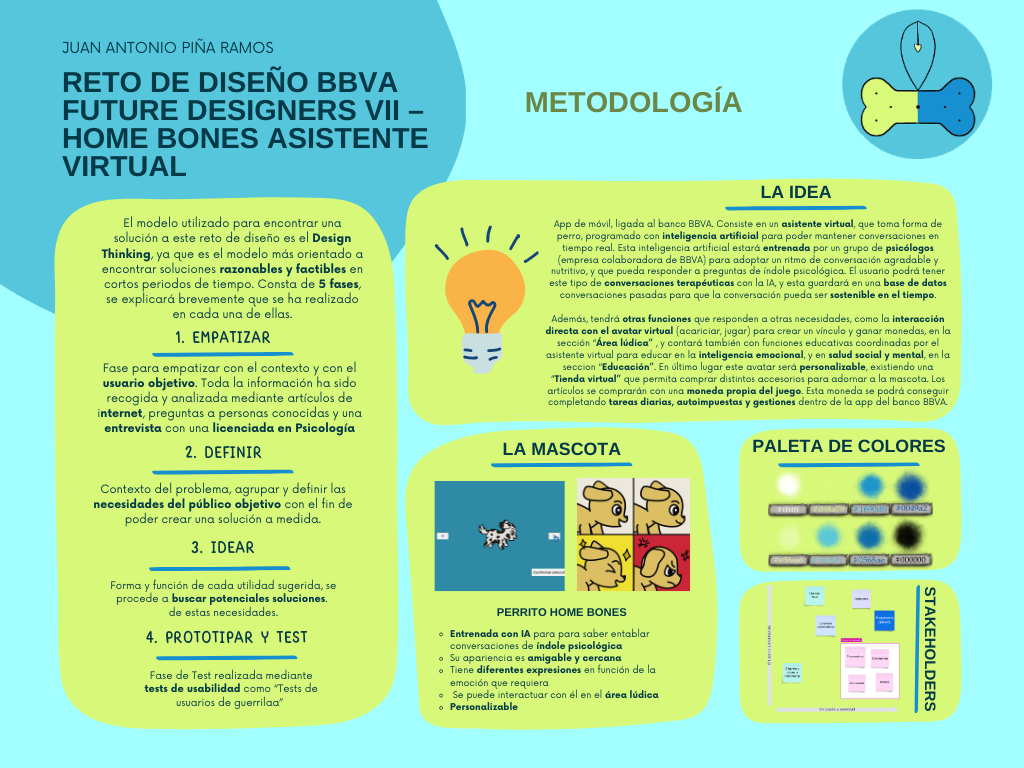 JUAN ANTONIO PIÑA RAMOS
RETO DE DISEÑO BBVA
FUTURE DESIGNERS VII –
HOME BONES ASISTENTE
VIRTUAL
METODOLOGÍA
El modelo utilizado para encontrar una
solución a este reto de diseño es el Design
Thinking, ya que es el modelo más orientado a
encontrar soluciones razonables y factibles en
cortos periodos de tiempo. Consta de 5 fases,
se explicará brevemente que se ha realizado
en cada una de ellas.
1. EMPATIZAR
Fase para empatizar con el contexto y con el
usuario objetivo. Toda la información ha sido
recogida y analizada mediante artículos de
internet, preguntas a personas conocidas y una
entrevista con una licenciada en Psicología
2. DEFINIR
Contexto del problema, agrupar y definir las
necesidades del público objetivo con el fin de
poder crear una solución a medida.
3. IDEAR
Forma y función de cada utilidad sugerida, se
procede a buscar potenciales soluciones.
de estas necesidades.
4. PROTOTIPAR Y TEST
Fase de Test realizada mediante
tests de usabilidad como “Tests de
usuarios de guerrilaa”
LA IDEA
App de móvil, ligada al banco BBVA. Consiste en un asistente virtual, que toma forma de
perro, programado con inteligencia artificial para poder mantener conversaciones en
tiempo real. Esta inteligencia artificial estará entrenada por un grupo de psicólogos
(empresa colaboradora de BBVA) para adoptar un ritmo de conversación agradable y
nutritivo, y que pueda responder a preguntas de índole psicológica. El usuario podrá tener
este tipo de conversaciones terapéuticas con la IA, y esta guardará en una base de datos
conversaciones pasadas para que la conversación pueda ser sostenible en el tiempo.
Además, tendrá otras funciones que responden a otras necesidades, como la interacción
directa con el avatar virtual (acariciar, jugar) para crear un vínculo y ganar monedas, en la
sección “Área lúdica” , y contará también con funciones educativas coordinadas por el
asistente virtual para educar en la inteligencia emocional, y en salud social y mental, en la
seccion “Educación”. En último lugar este avatar será personalizable, existiendo una
“Tienda virtual” que permita comprar distintos accesorios para adornar a la mascota. Los
artículos se comprarán con una moneda propia del juego. Esta moneda se podrá conseguir
completando tareas diarias, autoimpuestas y gestiones dentro de la app del banco BBVA.
LA MASCOTA
PERRITO HOME BONES
Entrenada con IA para para saber entablar
conversaciones de índole psicológica
Su apariencia es amigable y cercana
Tiene diferentes expresiones en función de la
emoción que requiera
Se puede interactuar con él en el área lúdica
Personalizable
PALETA DE COLORES
#0049a2
#000000
STAKEHOLDERS